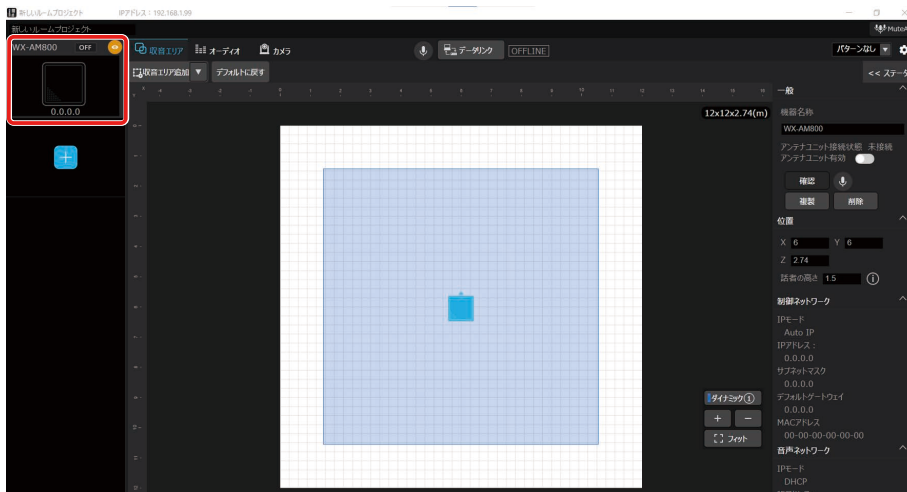 新しいルームプロジェクト IPアドレス : 192.168.1.99
新しいルームプロジェクト
WX-AM800 OFF
0.0.0.0
収音エリア オーディオ カメラ データリンク OFFLINE パターンなし
収音エリア追加 デフォルトに戻す
12x12x2.74(m)
ダイナミック 1
+ −
フィット
一般
機器名称
WX-AM800
アンテナユニット接続状態 未接続
アンテナユニット有効
確認
複製 削除
位置
X 6 Y 6
Z 2.74
話者の高さ 1.5
制御ネットワーク
IPモード
Auto IP
IPアドレス :
0.0.0.0
サブネットマスク
0.0.0.0
デフォルトゲートウェイ
0.0.0.0
MACアドレス
00-00-00-00-00-00
音声ネットワーク
IPモード
DHCP